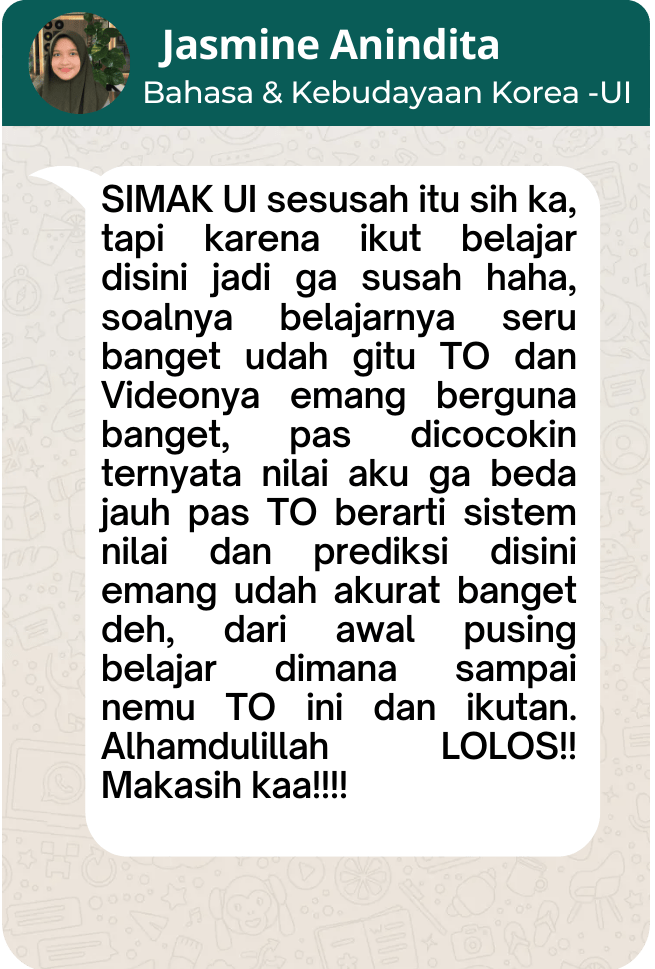 Jasmine Anindita
Bahasa & Kebudayaan Korea -UI
SIMAK UI sesusah itu sih ka,
tapi karena ikut belajar
disini jadi ga susah haha,
soalnya belajarnya seru
banget udah gitu TO dan
Videonya emang berguna
banget, pas dicocokin
ternyata nilai aku ga beda
jauh pas TO berarti sistem
nilai dan prediksi disini
emang udah akurat banget
deh, dari awal pusing
belajar dimana sampai
nemu TO ini dan ikutan.
Alhamdulillah LOLOS!!
Makasih kaa!!!!